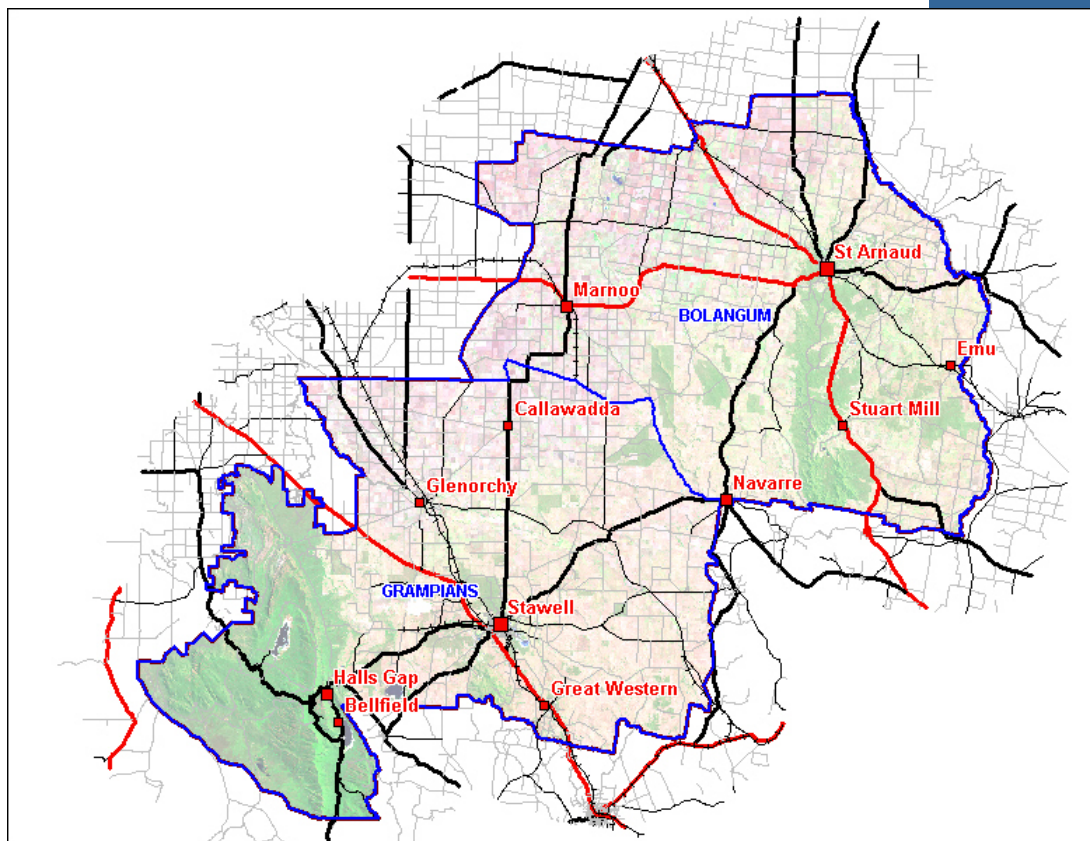 St Arnaud
Marnoo
BOLANGUM
Emu
Callawadda
Stuart Mill
Glenorchy
Navarre
GRAMPIANS
Stawell
Halls Gap
Great Western
Bellfield